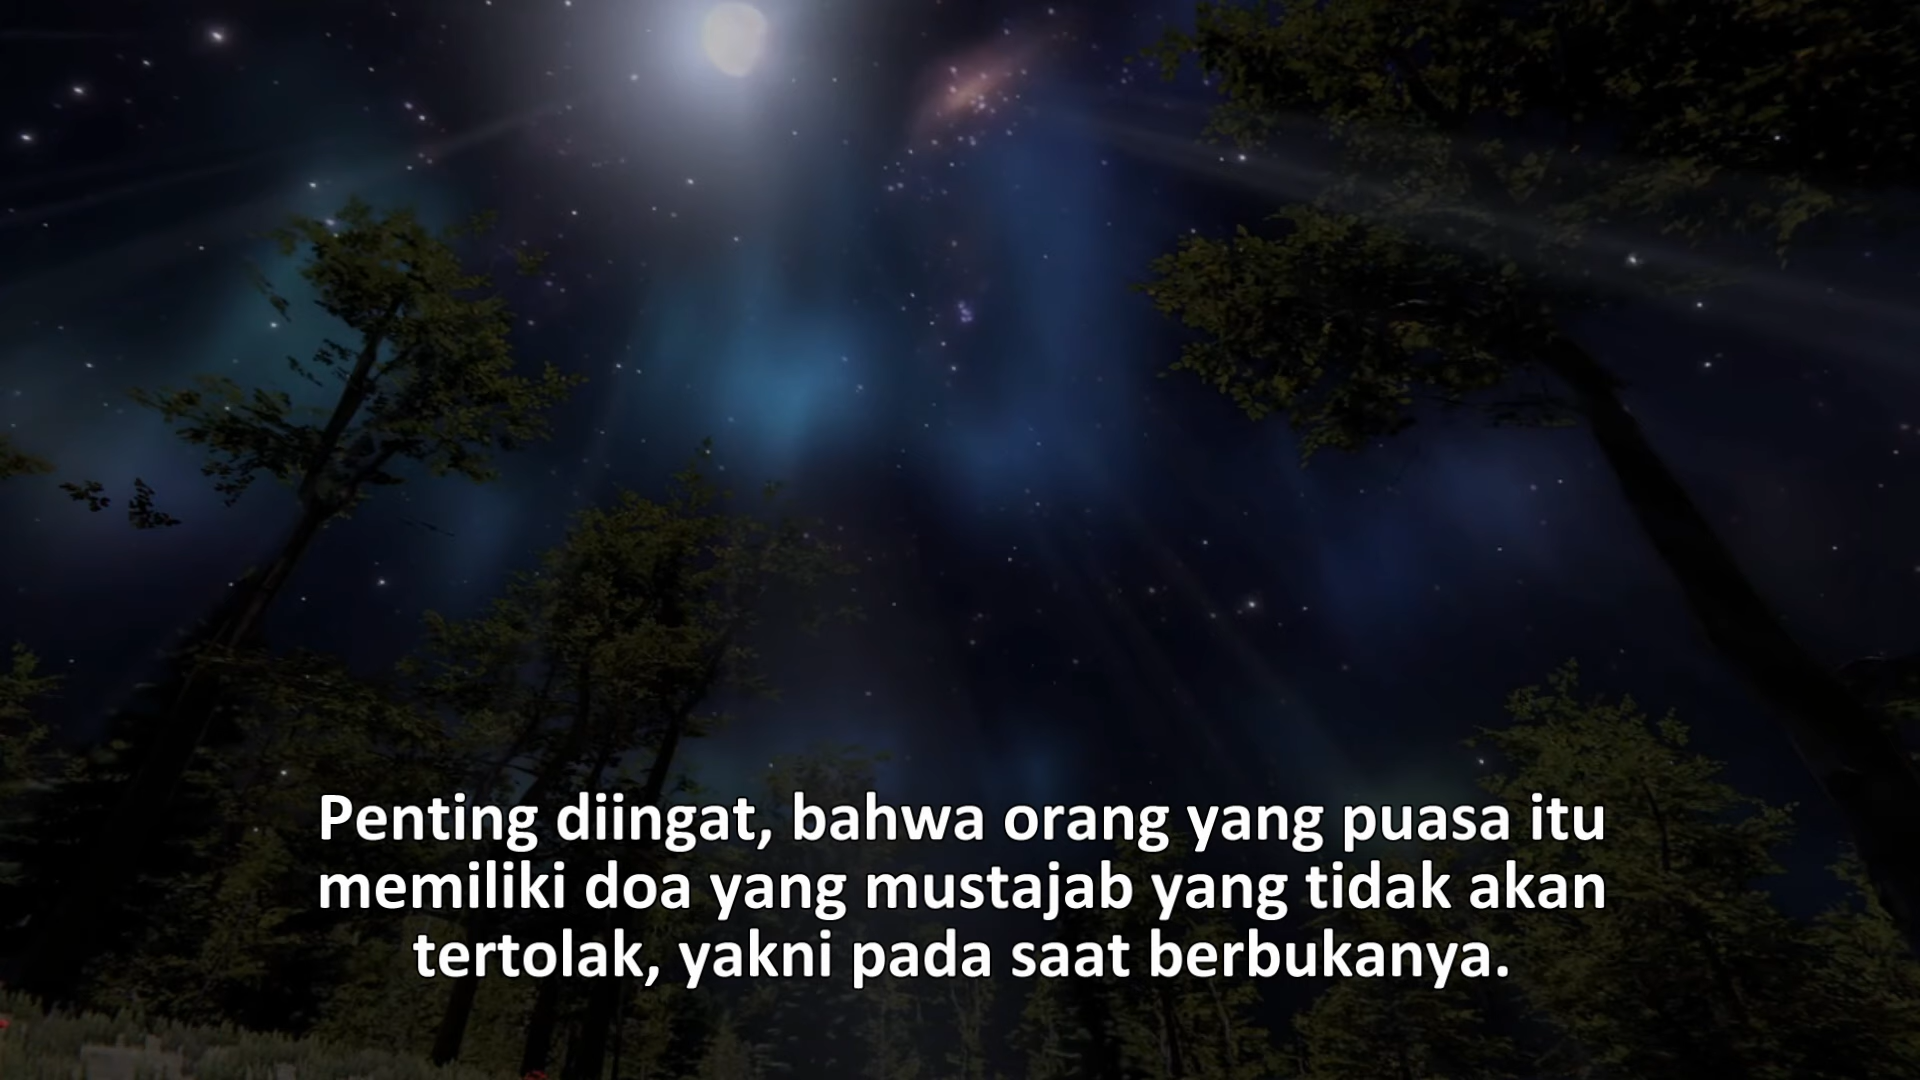 Penting diingat, bahwa orang yang puasa itu
memiliki doa yang mustajab yang tidak akan
tertolak, yakni pada saat berbukanya.